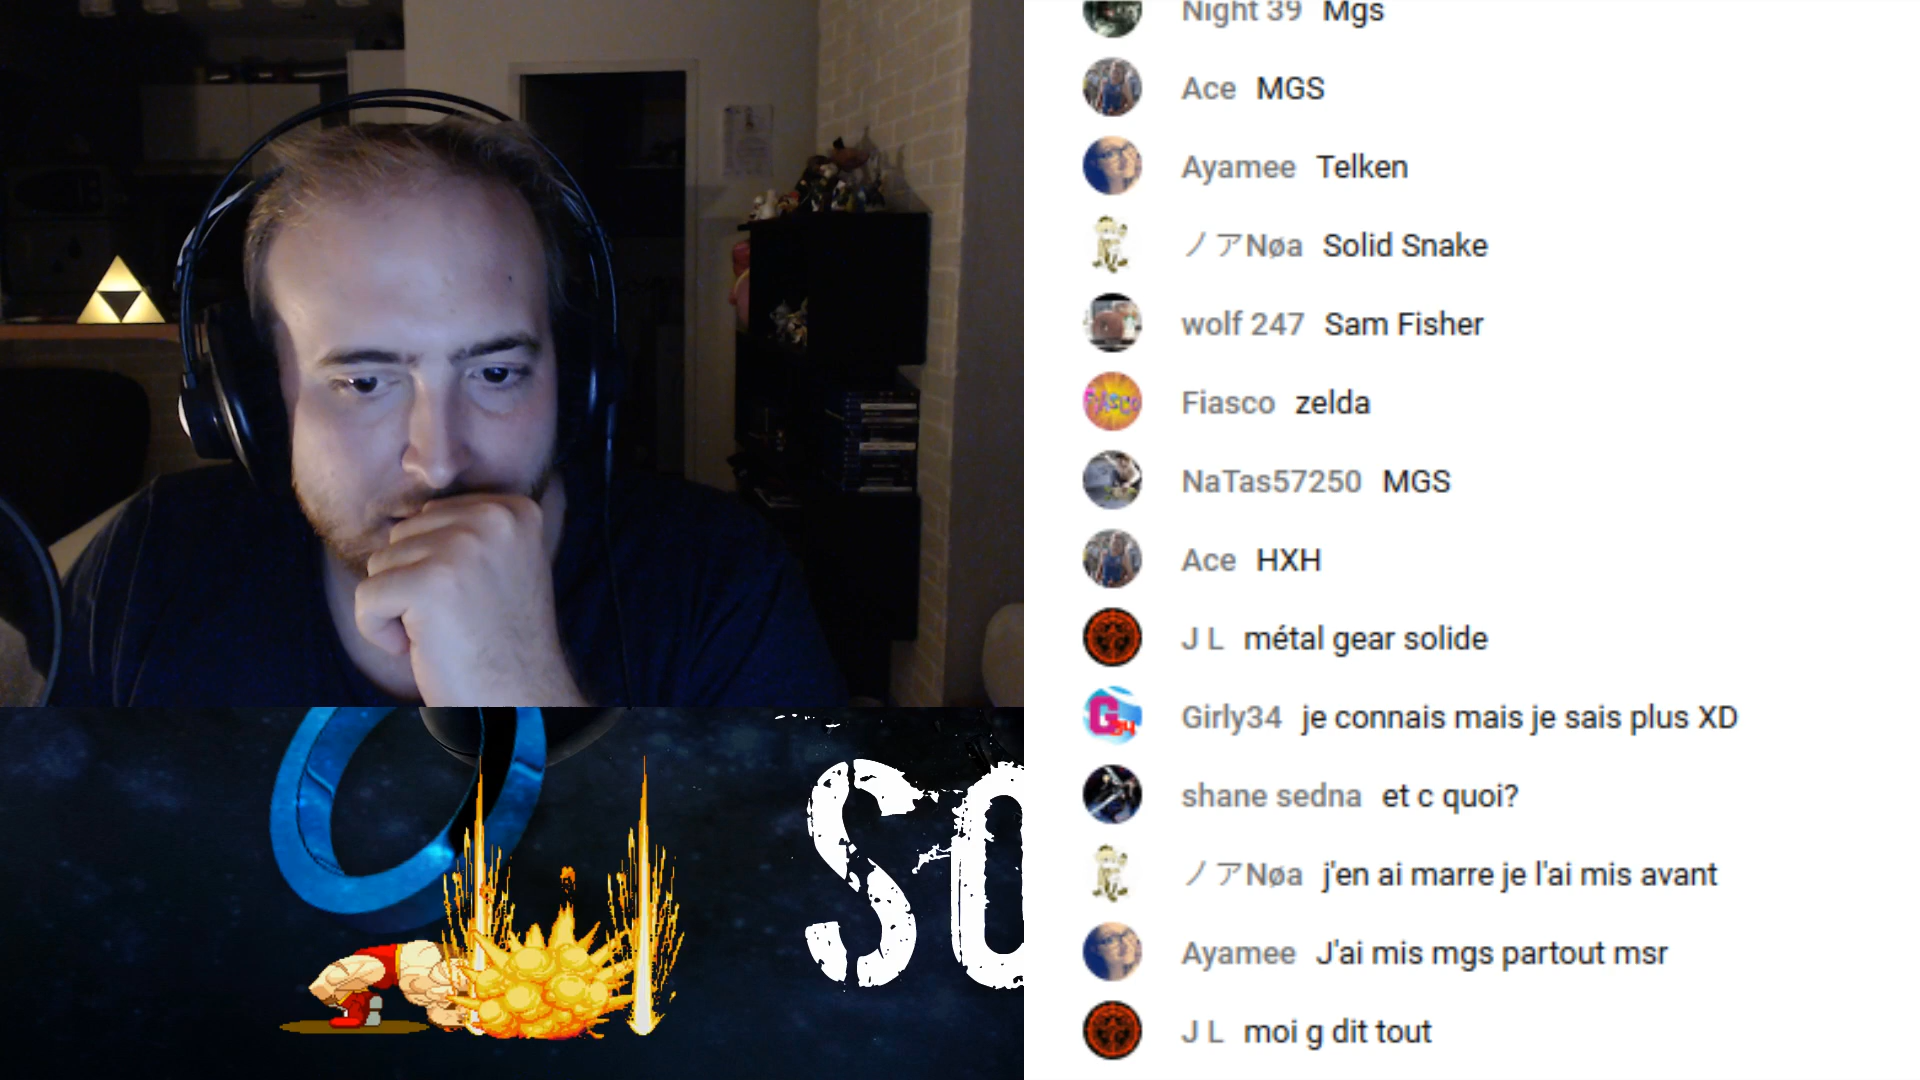 Night 39 Mgs
Ace MGS
Ayamee Telken
ノアNøa Solid Snake
wolf 247 Sam Fisher
Fiasco zelda
NaTas57250 MGS
Ace HXH
J L métal gear solide
Girly34 je connais mais je sais plus XD
shane sedna et c quoi?
ノアNøa j'en ai marre je l'ai mis avant
Ayamee J'ai mis mgs partout msr
J L moi g dit tout
SO